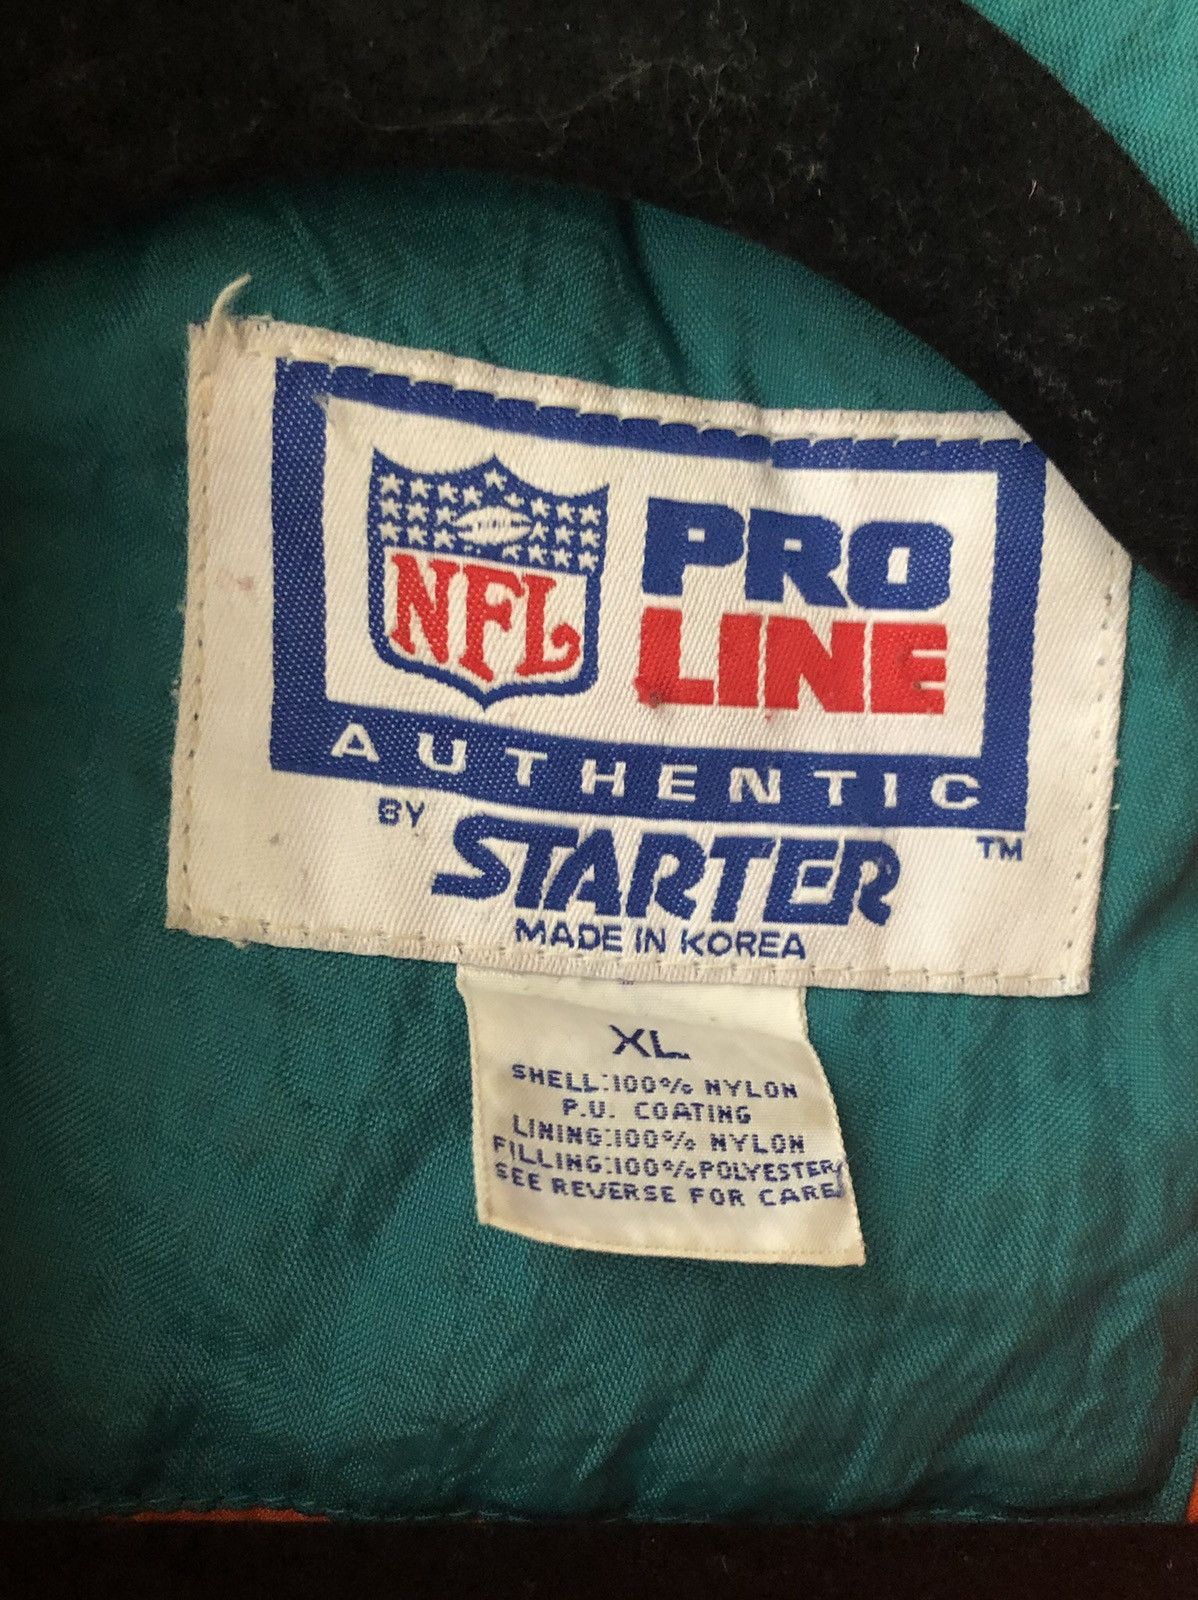 NFL
PRO
LINE
AUTHENTIC
BY STARTER ™
MADE IN KOREA
XL
SHELL:100% NYLON
P.U. COATING
LINING:100% NYLON
FILLING:100% POLYESTER
SEE REVERSE FOR CARE